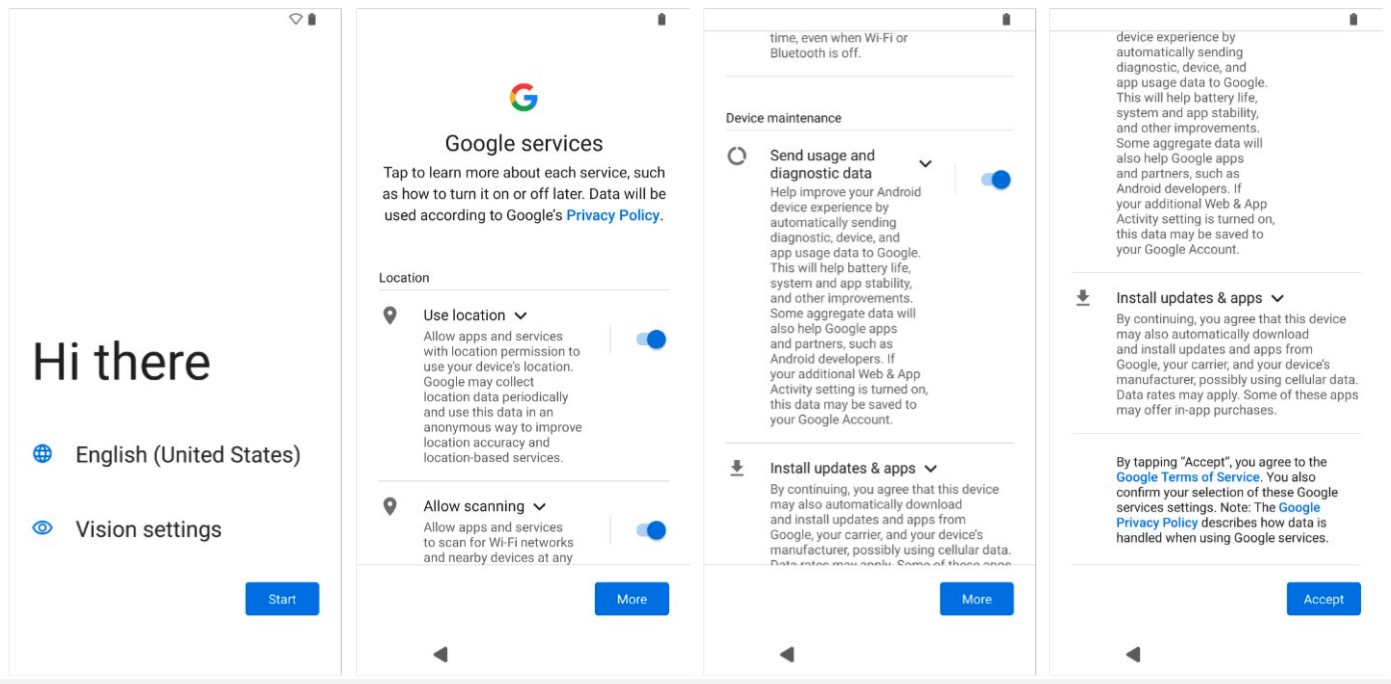 Hi there
English (United States)
Vision settings
Start
Google services
Tap to learn more about each service, such
as how to turn it on or off later. Data will be
used according to Google's Privacy Policy.
Location
Use location
Allow apps and services
with location permission to
use your device's location.
Google may collect
location data periodically
and use this data in an
anonymous way to improve
location accuracy and
location-based services.
Allow scanning
Allow apps and services
to scan for Wi-Fi networks
and nearby devices at any
More
time, even when Wi-Fi or
Bluetooth is off.
Device maintenance
Send usage and
diagnostic data
Help improve your Android
device experience by
automatically sending
diagnostic, device, and
app usage data to Google.
This will help battery life,
system and app stability,
and other improvements.
Some aggregate data will
also help Google apps
and partners, such as
Android developers. If
your additional Web & App
Activity setting is turned on,
this data may be saved to
your Google Account.
Install updates & apps
By continuing, you agree that this device
may also automatically download
and install updates and apps from
Google, your carrier, and your device's
manufacturer, possibly using cellular data.
Data rates may apply. Some of these apps
More
device experience by
automatically sending
diagnostic, device, and
app usage data to Google.
This will help battery life,
system and app stability,
and other improvements.
Some aggregate data will
also help Google apps
and partners, such as
Android developers. If
your additional Web & App
Activity setting is turned on,
this data may be saved to
your Google Account.
Install updates & apps
By continuing, you agree that this device
may also automatically download
and install updates and apps from
Google, your carrier, and your device's
manufacturer, possibly using cellular data.
Data rates may apply. Some of these apps
may offer in-app purchases.
By tapping “Accept”, you agree to the
Google Terms of Service. You also
confirm your selection of these Google
services settings. Note: The Google
Privacy Policy describes how data is
handled when using Google services.
Accept